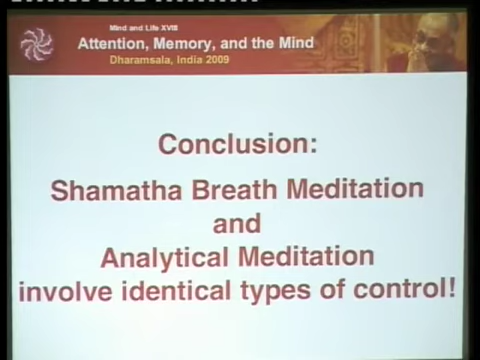 Mind and Life XVIII
Attention, Memory, and the Mind
Dharamsala, India 2009
Conclusion:
Shamatha Breath Meditation
and
Analytical Meditation
involve identical types of control!